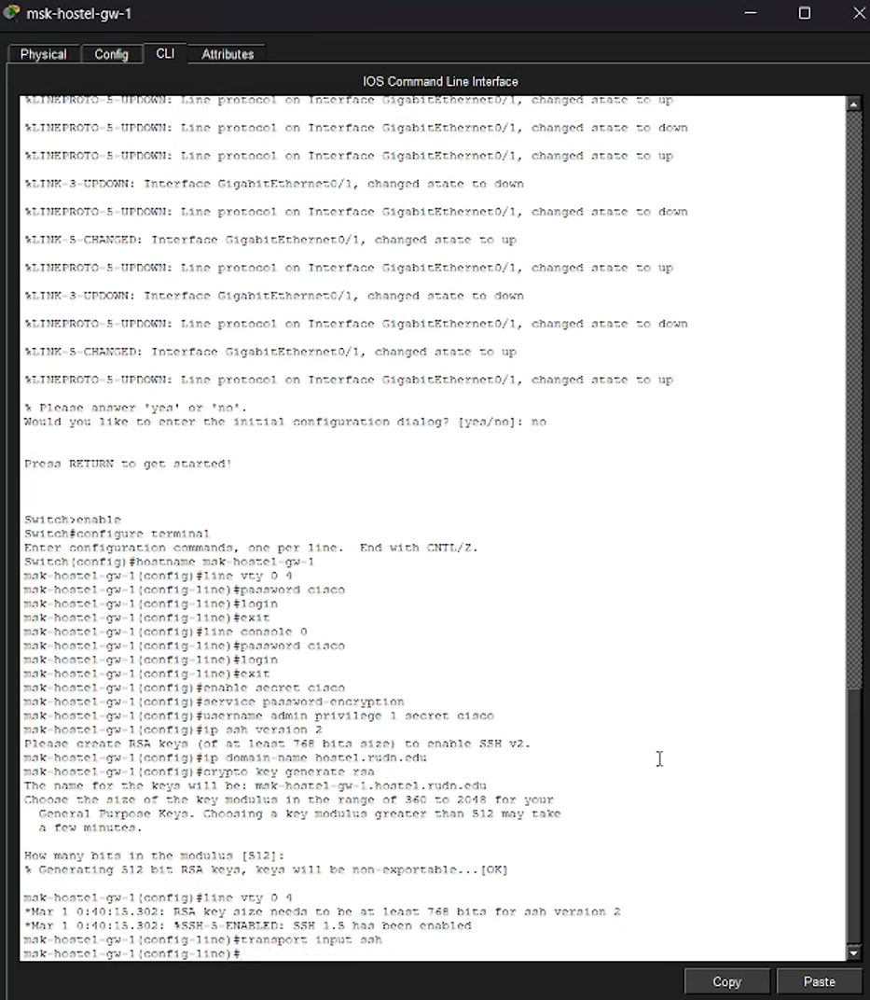 msk-hostel-gw-1
Physical Config CLI Attributes
IOS Command Line Interface
%LINEPROTO-5-UPDOWN: Line protocol on Interface GigabitEthernet0/1, changed state to up
%LINEPROTO-5-UPDOWN: Line protocol on Interface GigabitEthernet0/1, changed state to down
%LINEPROTO-5-UPDOWN: Line protocol on Interface GigabitEthernet0/1, changed state to up
%LINK-3-UPDOWN: Interface GigabitEthernet0/1, changed state to down
%LINEPROTO-5-UPDOWN: Line protocol on Interface GigabitEthernet0/1, changed state to down
%LINK-5-CHANGED: Interface GigabitEthernet0/1, changed state to up
%LINEPROTO-5-UPDOWN: Line protocol on Interface GigabitEthernet0/1, changed state to up
%LINK-3-UPDOWN: Interface GigabitEthernet0/1, changed state to down
%LINEPROTO-5-UPDOWN: Line protocol on Interface GigabitEthernet0/1, changed state to down
%LINK-5-CHANGED: Interface GigabitEthernet0/1, changed state to up
%LINEPROTO-5-UPDOWN: Line protocol on Interface GigabitEthernet0/1, changed state to up
% Please answer 'yes' or 'no'.
Would you like to enter the initial configuration dialog? [yes/no]: no
Press RETURN to get started!
Switch>enable
Switch#configure terminal
Enter configuration commands, one per line. End with CNTL/Z.
Switch(config)#hostname msk-hostel-gw-1
msk-hostel-gw-1(config)#line vty 0 4
msk-hostel-gw-1(config-line)#password cisco
msk-hostel-gw-1(config-line)#login
msk-hostel-gw-1(config-line)#exit
msk-hostel-gw-1(config)#line console 0
msk-hostel-gw-1(config-line)#password cisco
msk-hostel-gw-1(config-line)#login
msk-hostel-gw-1(config-line)#exit
msk-hostel-gw-1(config)#enable secret cisco
msk-hostel-gw-1(config)#service password-encryption
msk-hostel-gw-1(config)#username admin privilege 1 secret cisco
msk-hostel-gw-1(config)#ip ssh version 2
Please create RSA keys (of at least 768 bits size) to enable SSH v2.
msk-hostel-gw-1(config)#ip domain-name hostel.rudn.edu
msk-hostel-gw-1(config)#crypto key generate rsa
The name for the keys will be: msk-hostel-gw-1.hostel.rudn.edu
Choose the size of the key modulus in the range of 360 to 2048 for your
General Purpose Keys. Choosing a key modulus greater than 512 may take
a few minutes.
How many bits in the modulus [512]:
% Generating 512 bit RSA keys, keys will be non-exportable...[OK]
msk-hostel-gw-1(config)#line vty 0 4
*Mar 1 0:40:15.302: RSA key size needs to be at least 768 bits for ssh version 2
*Mar 1 0:40:15.302: %SSH-5-ENABLED: SSH 1.5 has been enabled
msk-hostel-gw-1(config-line)#transport input ssh
msk-hostel-gw-1(config-line)#
Copy Paste